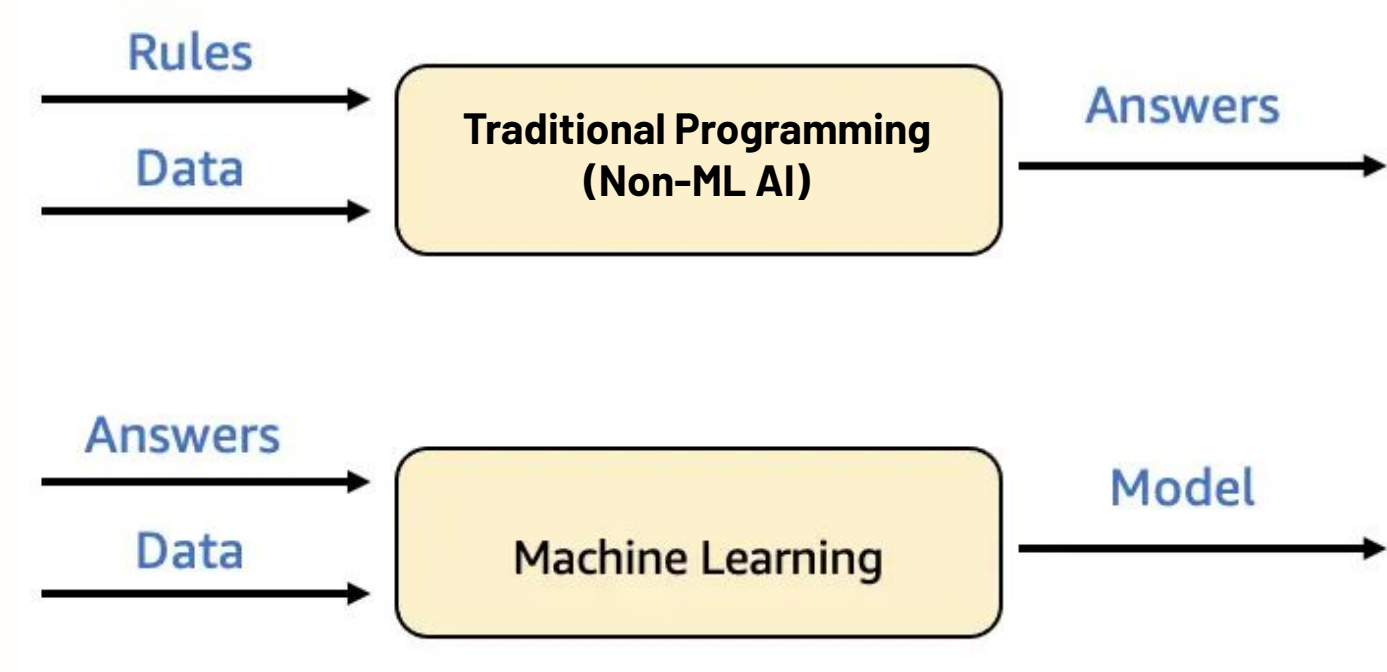 Rules
Data
Traditional Programming
(Non-ML AI)
Answers
Answers
Data
Machine Learning
Model